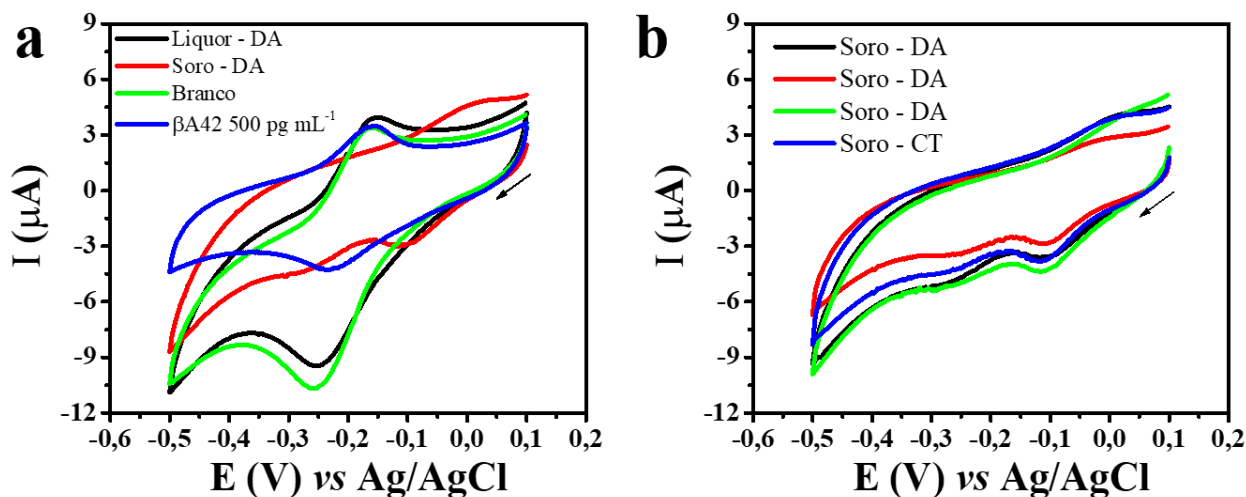 a
Liquor - DA
Soro - DA
Branco
βA42 500 pg mL⁻¹
9
6
3
0
-3
-6
-9
-12
I (μA)
-0,6 -0,5 -0,4 -0,3 -0,2 -0,1 0,0 0,1 0,2
E (V) vs Ag/AgCl
b
Soro - DA
Soro - DA
Soro - DA
Soro - CT
9
6
3
0
-3
-6
-9
-12
I (μA)
-0,6 -0,5 -0,4 -0,3 -0,2 -0,1 0,0 0,1 0,2
E (V) vs Ag/AgCl